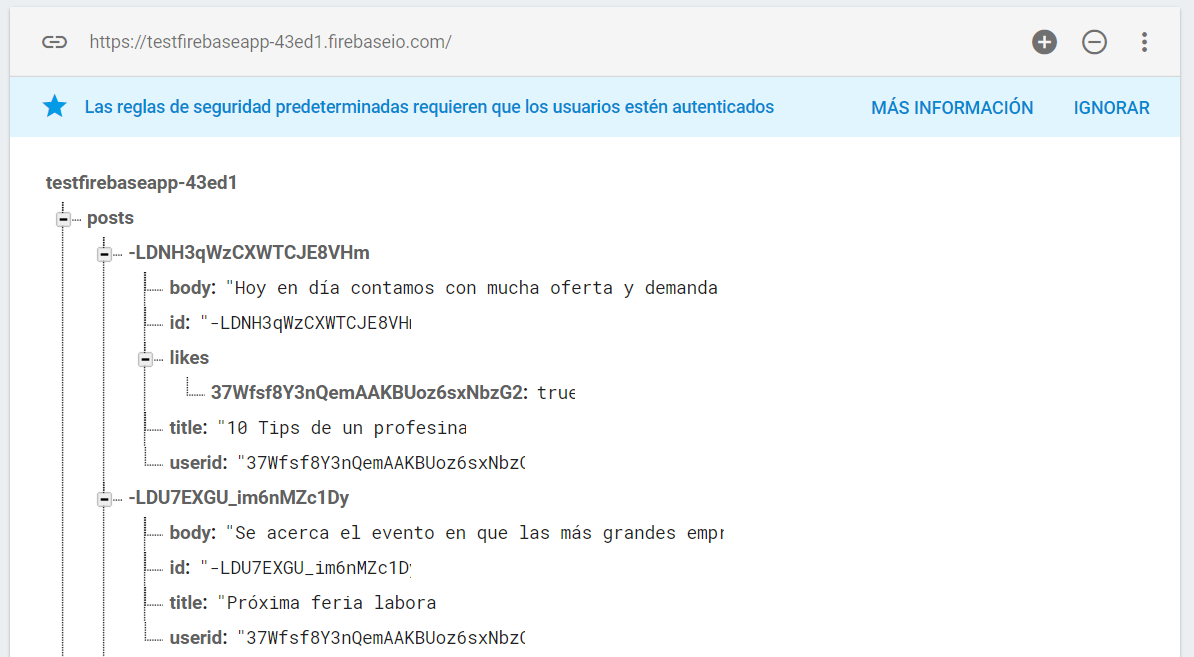 https://testfirebaseapp-43ed1.firebaseio.com/
Las reglas de seguridad predeterminadas requieren que los usuarios estén autenticados MÁS INFORMACIÓN IGNORAR
testfirebaseapp-43ed1
posts
-LDNH3qWzCXWTCJE8VHm
body: "Hoy en día contamos con mucha oferta y demanda
id: "-LDNH3qWzCXWTCJE8VH
likes
37Wfsf8Y3nQemAAKBUoz6sxNbzG2: true
title: "10 Tips de un profesina
userid: "37Wfsf8Y3nQemAAKBUoz6sxNbz
-LDU7EXGU_im6nMZc1Dy
body: "Se acerca el evento en que las más grandes empr
id: "-LDU7EXGU_im6nMZc1D
title: "Próxima feria labora
userid: "37Wfsf8Y3nQemAAKBUoz6sxNbz